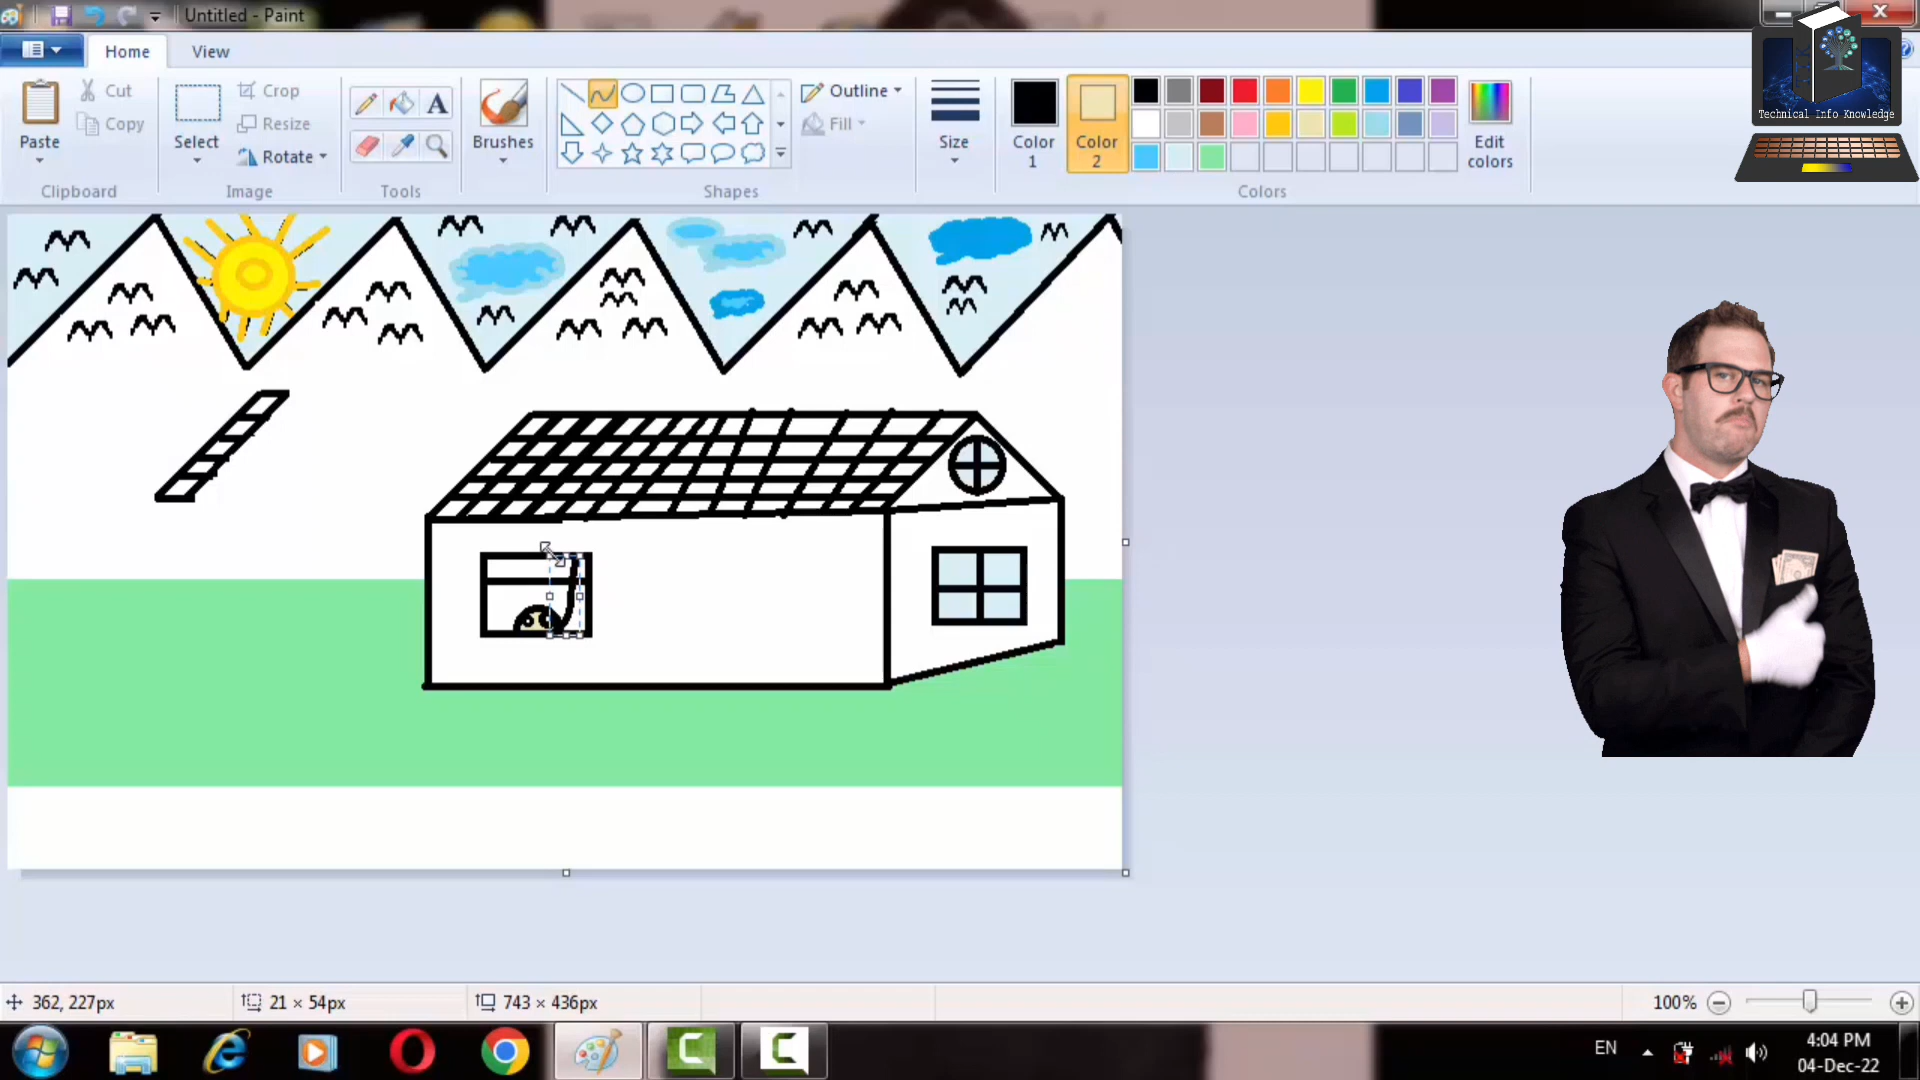 Untitled - Paint
Home
View
Technical Info Knowledge
Paste
Cut
Copy
Clipboard
Select
Crop
Resize
Rotate
Image
A
Tools
Brushes
Outline
Fill
Shapes
Size
Color
1
Color
2
Edit
colors
Colors
362, 227px
21 × 54px
743 × 436px
100%
EN
4:04 PM
04-Dec-22